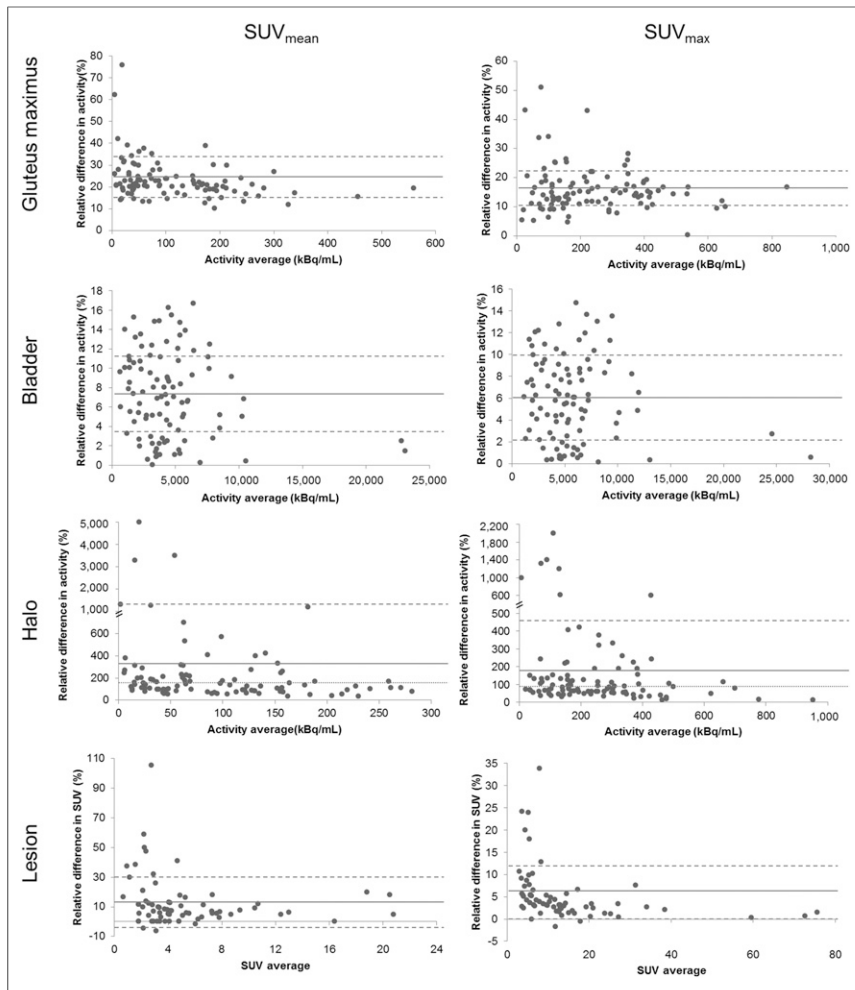 SUVmean
SUVmax
Gluteus maximus
Relative difference in activity(%)
80
70
60
50
40
30
20
10
0
0 100 200 300 400 500 600
Activity average (kBq/mL)
Relative difference in activity (%)
60
50
40
30
20
10
0
0 200 400 600 800 1,000
Activity average (kBq/mL)
Bladder
Relative difference in activity (%)
18
16
14
12
10
8
6
4
2
0
0 5,000 10,000 15,000 20,000 25,000
Activity average (kBq/mL)
Relative difference in activity (%)
16
14
12
10
8
6
4
2
0
0 5,000 10,000 15,000 20,000 25,000 30,000
Activity average (kBq/mL)
Halo
Relative difference in activity (%)
5,000
4,000
3,000
2,000
1,000
600
400
200
0
0 50 100 150 200 250 300
Activity average(kBq/mL)
Relative difference in activity (%)
2,200
1,800
1,400
1,000
600
500
400
300
200
100
0
0 200 400 600 800 1,000
Activity average (kBq/mL)
Lesion
Relative difference in SUV (%)
110
90
70
50
30
10
-10
0 4 8 12 16 20 24
SUV average
Relative difference in SUV (%)
35
30
25
20
15
10
5
0
-5
0 20 40 60 80
SUV average